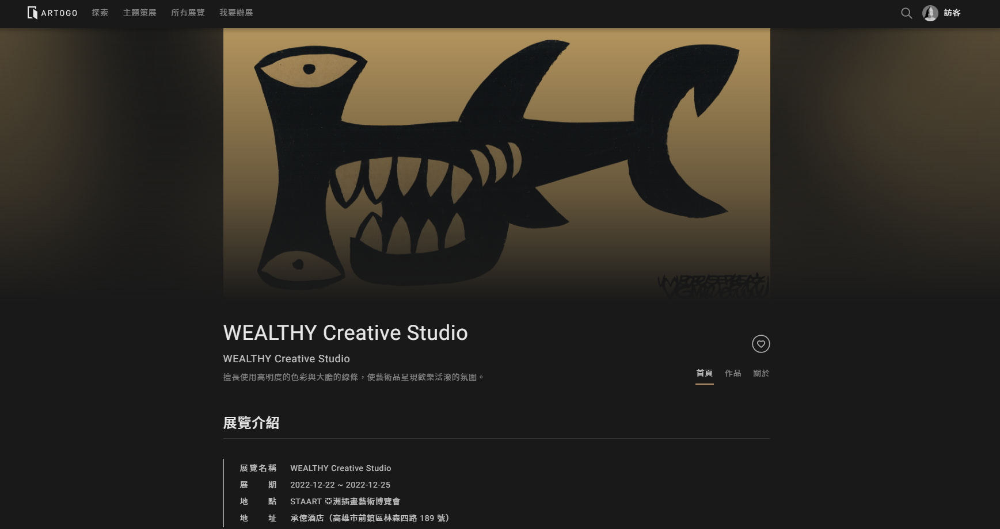 ARTOGO 探索 主題策展 所有展覽 我要辦展 訪客
WEALTHY Creative Studio
WEALTHY Creative Studio
擅長使用高明度的色彩與大膽的線條，使藝術品呈現歡樂活潑的氛圍。
首頁 作品 關於
展覽介紹
展覽名稱 WEALTHY Creative Studio
展期 2022-12-22 ~ 2022-12-25
地點 STAART 亞洲插畫藝術博覽會
地址 承億酒店（高雄市前鎮區林森四路 189 號）